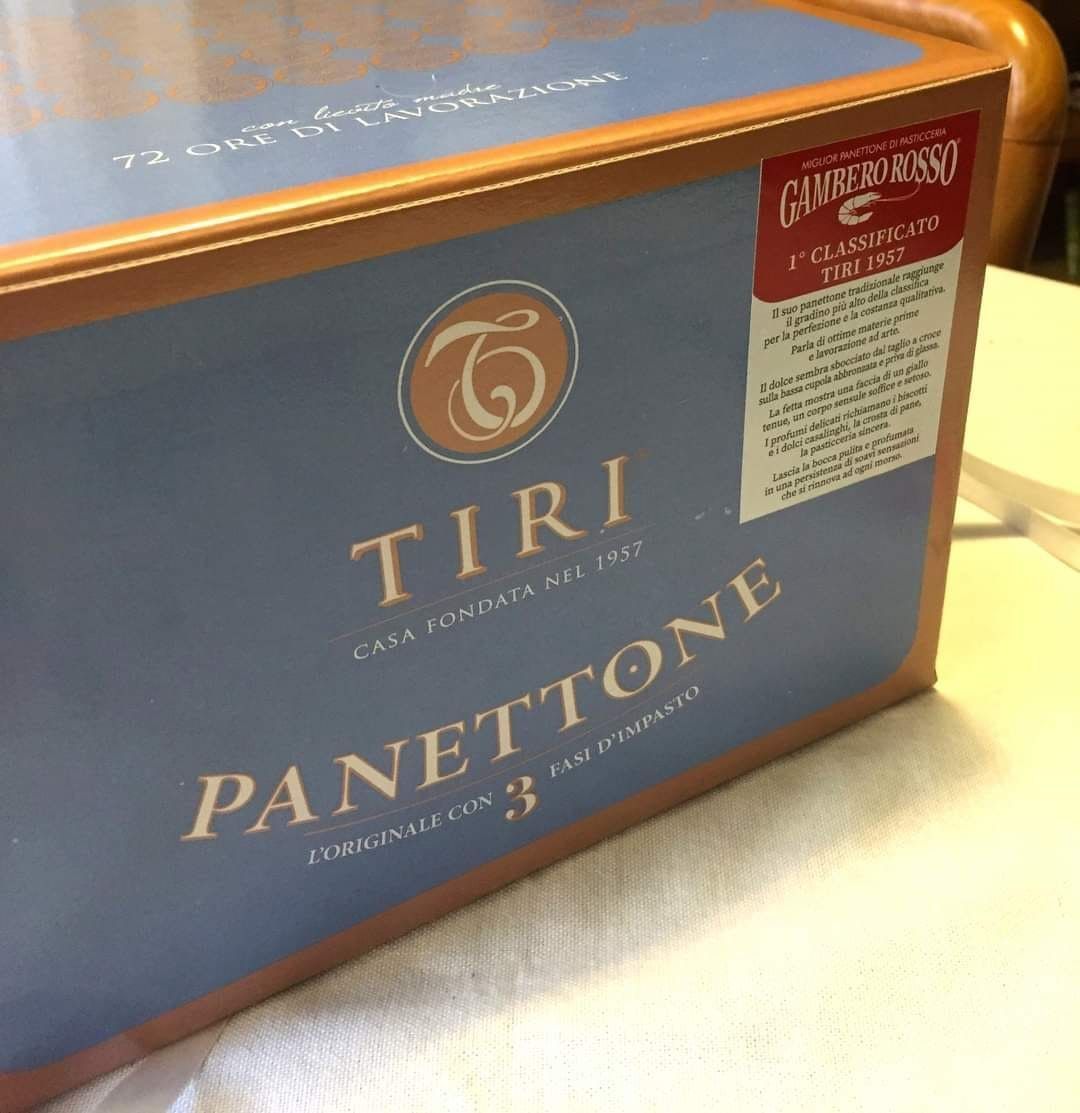 con lievito madre
72 ORE DI LAVORAZIONE
MIGLIOR PANETTONE DI PASTICCERIA
GAMBERO ROSSO
1° CLASSIFICATO
TIRI 1957
Il suo panettone tradizionale raggiunge
il gradino più alto della classifica
per la perfezione e la costanza qualitativa.
Parla di ottime materie prime
e lavorazione ad arte.
Il dolce sembra sbocciato dal taglio a croce
sulla bassa cupola abbronzata e priva di glassa.
La fetta mostra una faccia di un giallo
tenue, un corpo sensule soffice e setoso.
I profumi delicati richiamano i biscotti
e i dolci casalinghi, la crosta di pane,
la pasticceria sincera.
Lascia la bocca pulita e profumata
in una persistenza di soavi sensazioni
che si rinnova ad ogni morso.
TIRI
CASA FONDATA NEL 1957
PANETTONE
L'ORIGINALE CON 3 FASI D'IMPASTO